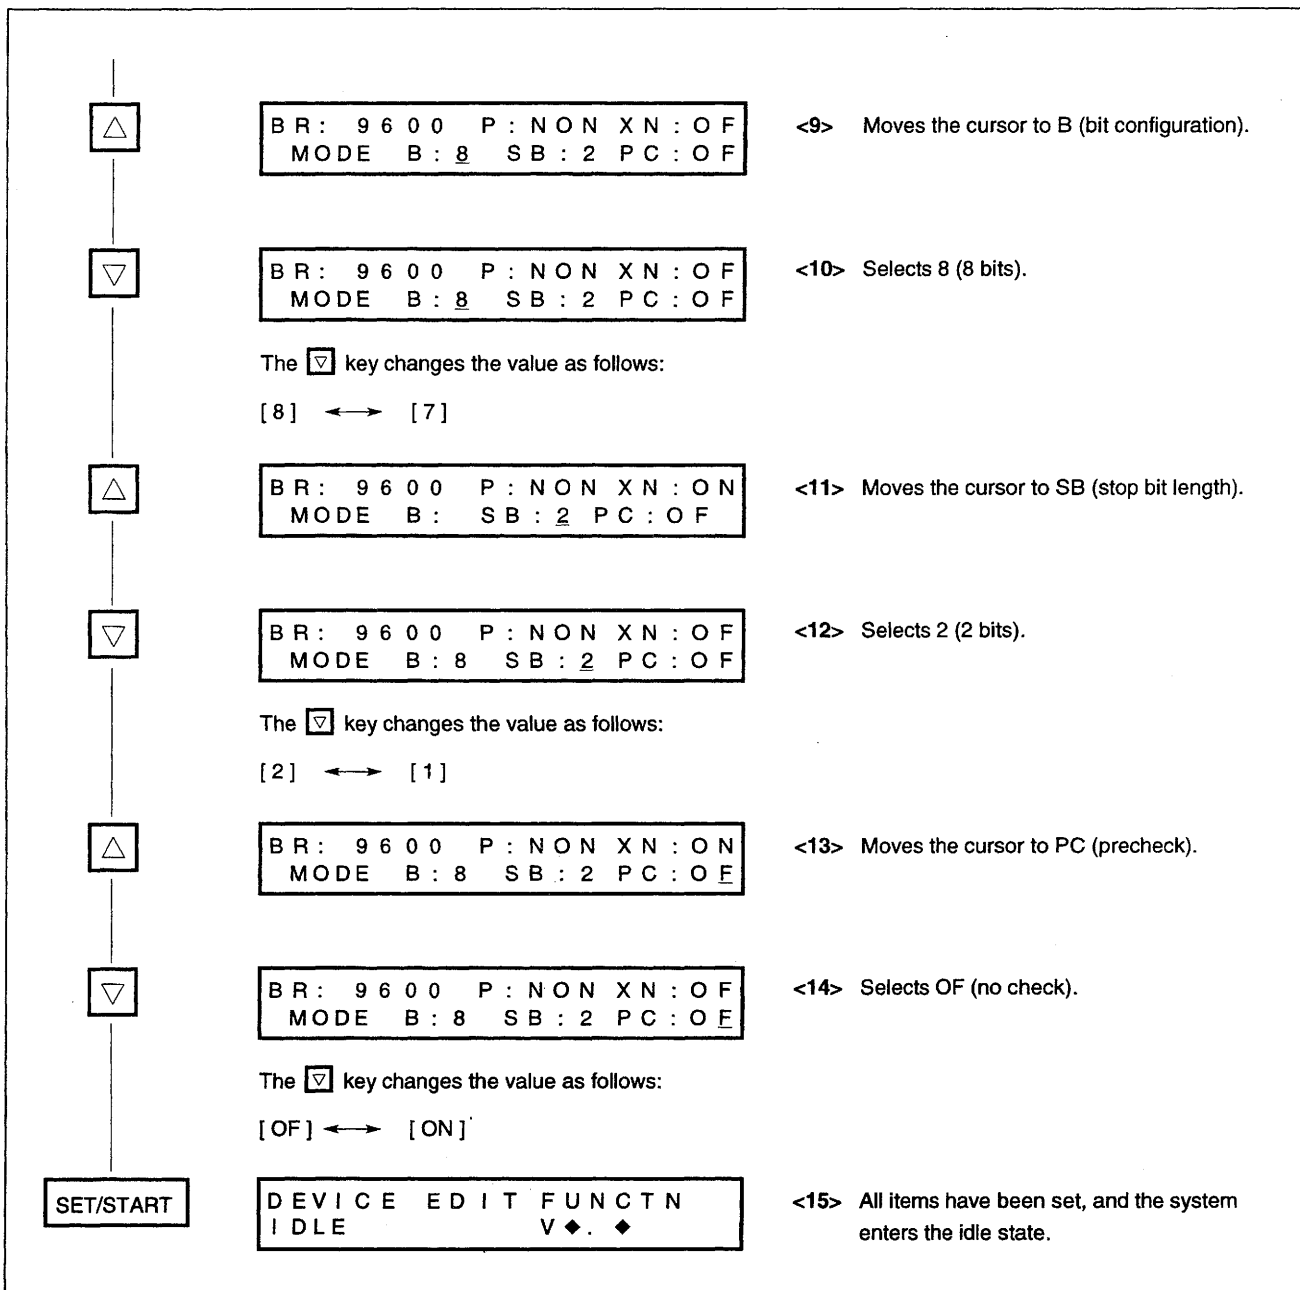 △
BR: 9600 P:NON XN:OF
MODE B:8 SB:2 PC:OF
<9> Moves the cursor to B (bit configuration).
▽
BR: 9600 P:NON XN:OF
MODE B:8 SB:2 PC:OF
<10> Selects 8 (8 bits).
The ▽ key changes the value as follows:
[8] ←→ [7]
△
BR: 9600 P:NON XN:ON
MODE B: SB:2 PC:OF
<11> Moves the cursor to SB (stop bit length).
▽
BR: 9600 P:NON XN:OF
MODE B:8 SB:2 PC:OF
<12> Selects 2 (2 bits).
The ▽ key changes the value as follows:
[2] ←→ [1]
△
BR: 9600 P:NON XN:ON
MODE B:8 SB:2 PC:OF
<13> Moves the cursor to PC (precheck).
▽
BR: 9600 P:NON XN:OF
MODE B:8 SB:2 PC:OF
<14> Selects OF (no check).
The ▽ key changes the value as follows:
[OF] ←→ [ON]
SET/START
DEVICE EDIT FUNCTN
IDLE V◆.◆
<15> All items have been set, and the system
enters the idle state.